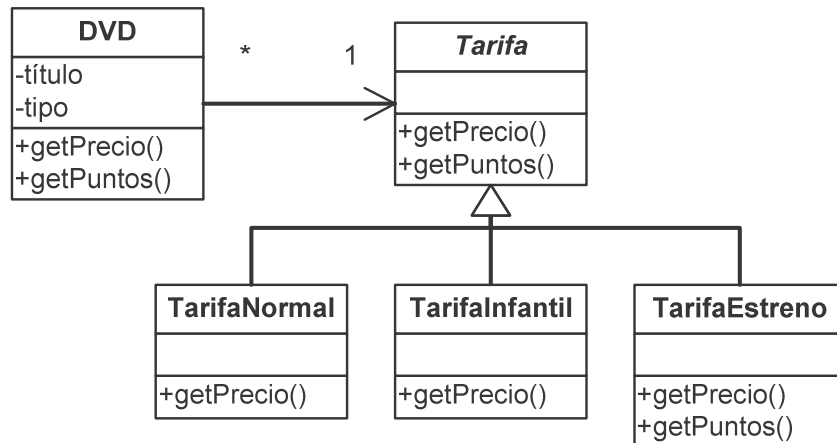 DVD
-título
-tipo
+getPrecio()
+getPuntos()
* 1
Tarifa
+getPrecio()
+getPuntos()
TarifaNormal
+getPrecio()
TarifaInfantil
+getPrecio()
TarifaEstreno
+getPrecio()
+getPuntos()